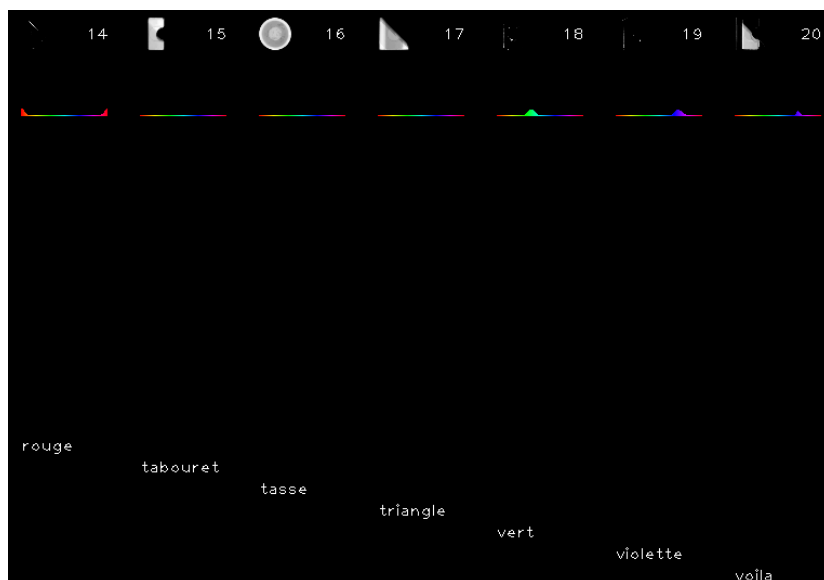 14 15 16 17 18 19 20
rouge
tabouret
tasse
triangle
vert
violette
voila